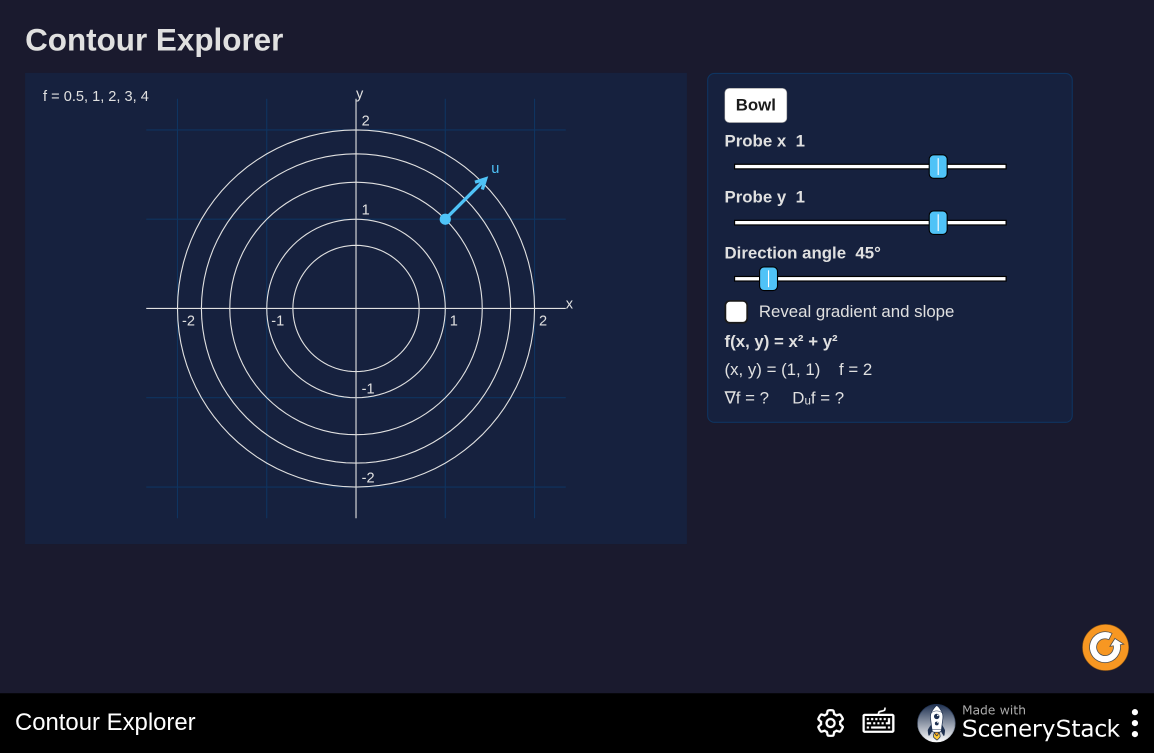 Contour Explorer
f = 0.5, 1, 2, 3, 4
y
2
u
1
x
-2
-1
1
2
-1
-2
Bowl
Probe x 1
Probe y 1
Direction angle 45°
Reveal gradient and slope
f(x, y) = x² + y²
(x, y) = (1, 1) f = 2
∇f = ? Dᵤf = ?
Contour Explorer
Made with
SceneryStack